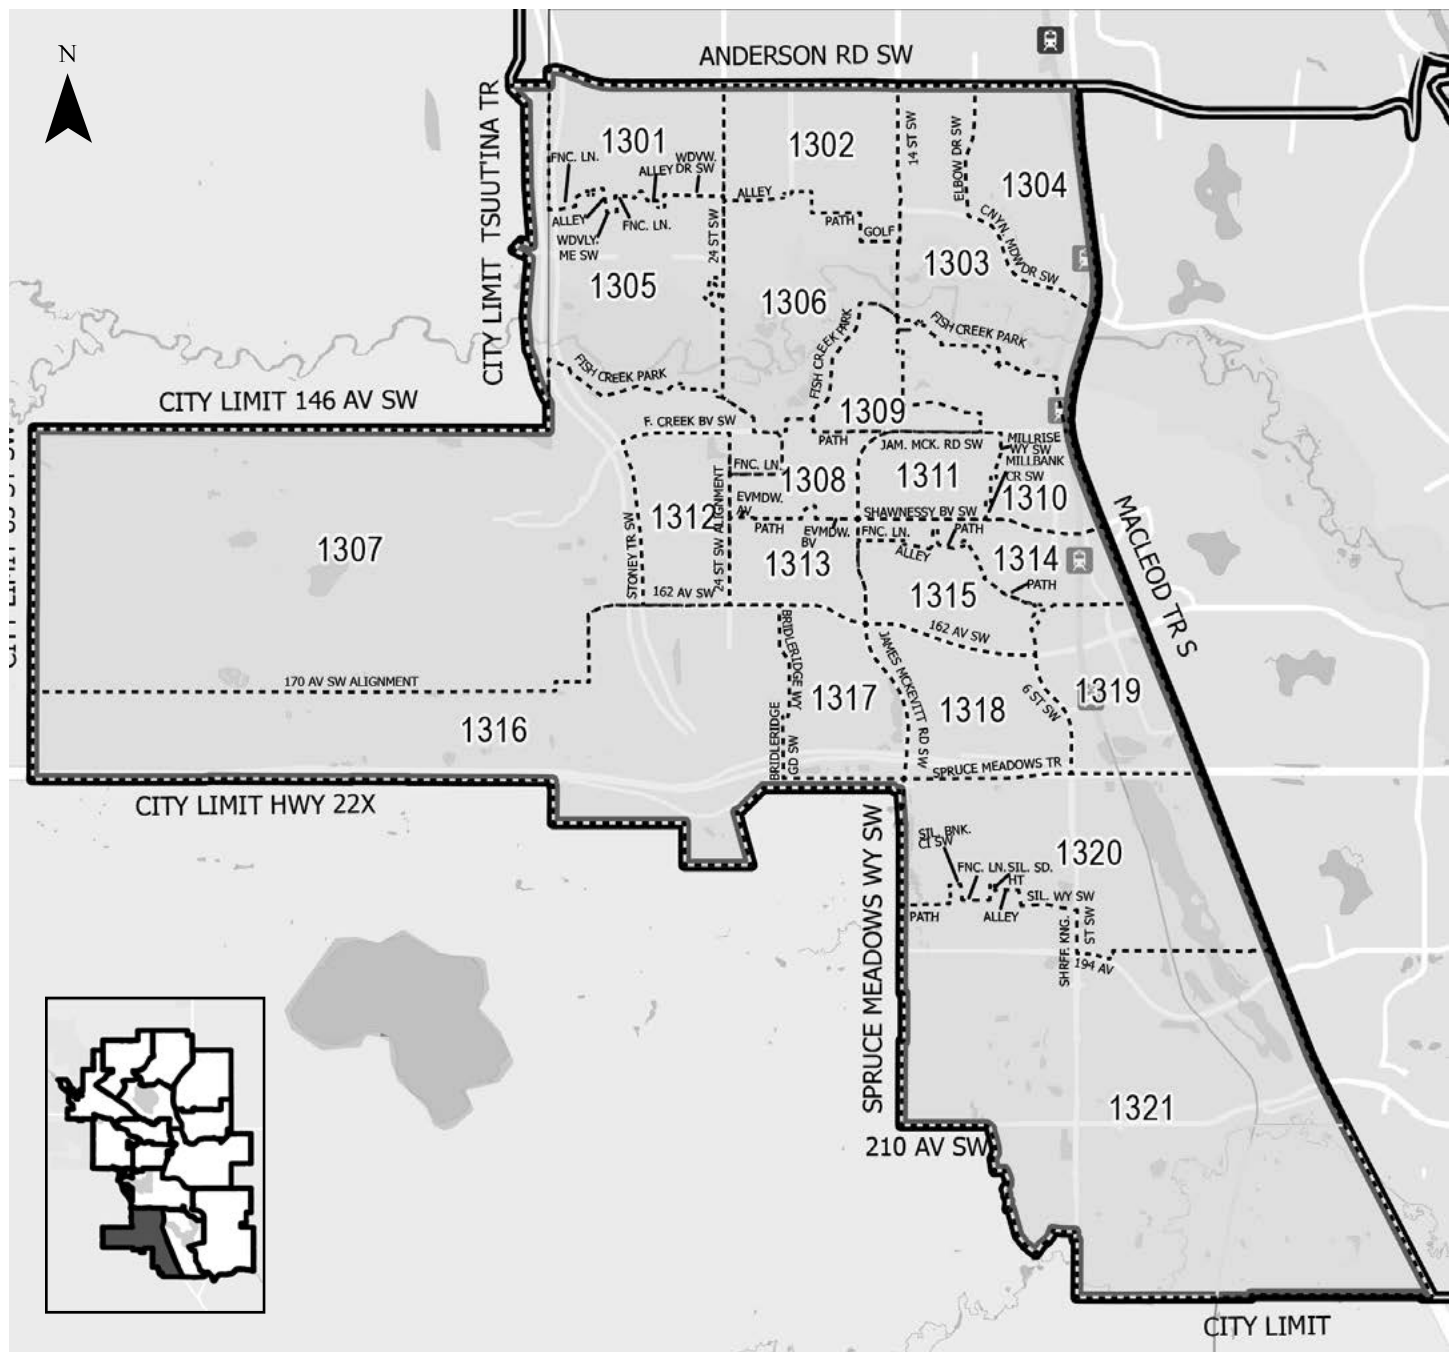 N
ANDERSON RD SW
CITY LIMIT TSUUT'INA TR
1301
1302
14 ST SW
ELBOW DR SW
1304
FNC. LN.
ALLEY
WDVW.
DR SW
ALLEY
ALLEY
FNC. LN.
WDVLY.
ME SW
24 ST SW
PATH
GOLF
CNYN. MDW DR SW
1303
1305
1306
FISH CREEK PARK
FISH CREEK PARK
FISH CREEK PARK
CITY LIMIT 146 AV SW
1309
F. CREEK BV SW
PATH
JAM. MCK. RD SW
MILLRISE
WY SW
MILLBANK
CR SW
FNC. LN.
1308
1311
1310
EVMDW.
AV
1312
24 ST SW ALIGNMENT
PATH
EVMDW.
BV
SHAWNESSY BV SW
FNC. LN.
PATH
ALLEY
MACLEOD TR S
1307
STONEY TR SW
1313
1314
PATH
1315
162 AV SW
162 AV SW
BRIDLERIDGE WY
JAMES MCKEVITT RD SW
170 AV SW ALIGNMENT
1317
1318
6 ST SW
1319
1316
BRIDLERIDGE
GD SW
SPRUCE MEADOWS TR
CITY LIMIT HWY 22X
SPRUCE MEADOWS WY SW
SIL. BNK.
CI SW
1320
FNC. LN.
SIL. SD.
HT
SIL. WY SW
PATH
ALLEY
SHRFF. KNG.
ST SW
194 AV
1321
210 AV SW
CITY LIMIT